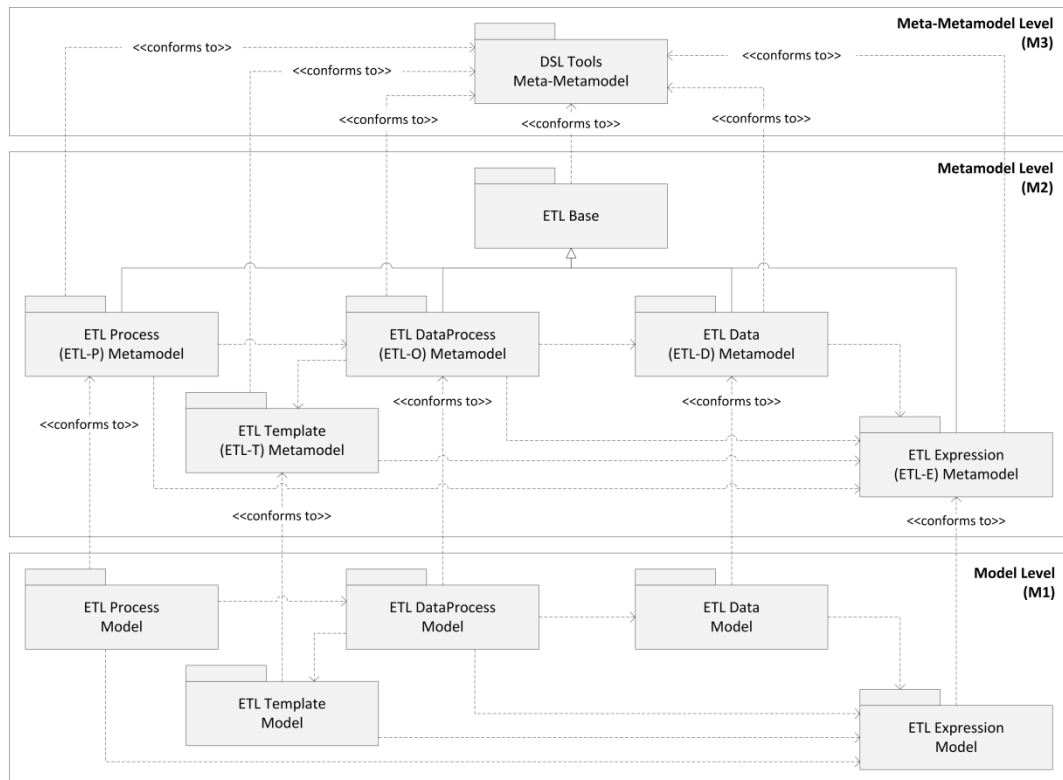 Meta-Metamodel Level
(M3)
<<conforms to>>
<<conforms to>>
<<conforms to>>
<<conforms to>>
<<conforms to>>
<<conforms to>>
DSL Tools
Meta-Metamodel
Metamodel Level
(M2)
ETL Base
ETL Process
(ETL-P) Metamodel
ETL DataProcess
(ETL-O) Metamodel
ETL Data
(ETL-D) Metamodel
<<conforms to>>
<<conforms to>>
<<conforms to>>
ETL Template
(ETL-T) Metamodel
ETL Expression
(ETL-E) Metamodel
<<conforms to>>
<<conforms to>>
Model Level
(M1)
ETL Process
Model
ETL DataProcess
Model
ETL Data
Model
ETL Template
Model
ETL Expression
Model